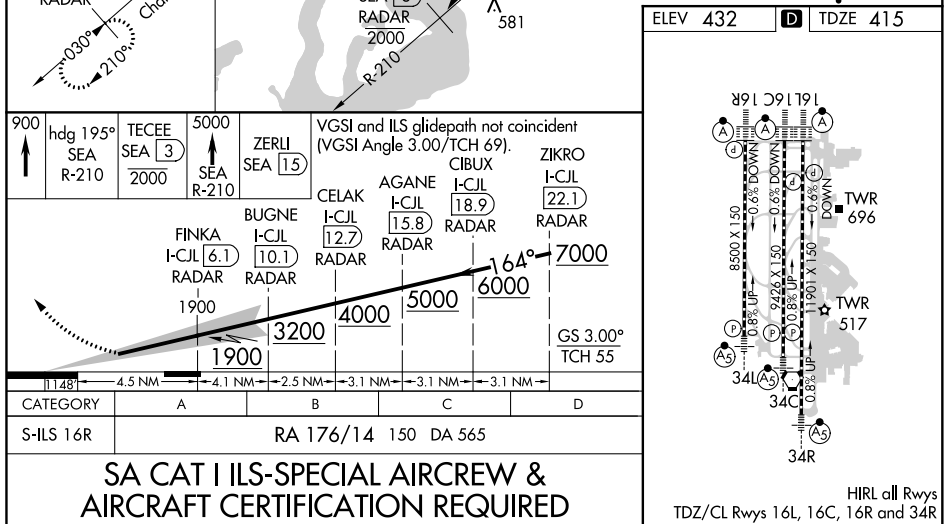 RADAR
Cha
030°
210°
RADAR
2000
R-210
581
900
hdg 195°
SEA
R-210
TECEE
SEA 3
2000
5000
SEA
R-210
ZERLI
SEA 15
VGSI and ILS glidepath not coincident
(VGSI Angle 3.00/TCH 69).
FINKA
I-CJL 6.1
RADAR
BUGNE
I-CJL
10.1
RADAR
CELAK
I-CJL
12.7
RADAR
AGANE
I-CJL
15.8
RADAR
CIBUX
I-CJL
18.9
RADAR
ZIKRO
I-CJL
22.1
RADAR
164°
7000
6000
5000
4000
3200
1900
1900
GS 3.00°
TCH 55
1148'
4.5 NM
4.1 NM
2.5 NM
3.1 NM
3.1 NM
3.1 NM
CATEGORY A B C D
S-ILS 16R RA 176/14 150 DA 565
SA CAT I ILS-SPECIAL AIRCREW &
AIRCRAFT CERTIFICATION REQUIRED
ELEV 432 D TDZE 415
16R 16C 16L
A A A
P P P
0.6% DOWN
0.6% DOWN
0.6% DOWN
TWR
696
8500 X 150
9426 X 150
11901 X 150
TWR
517
0.8% UP
0.8% UP
0.8% UP
P P P
A5
34L
A5
34C
A5
34R
HIRL all Rwys
TDZ/CL Rwys 16L, 16C, 16R and 34R